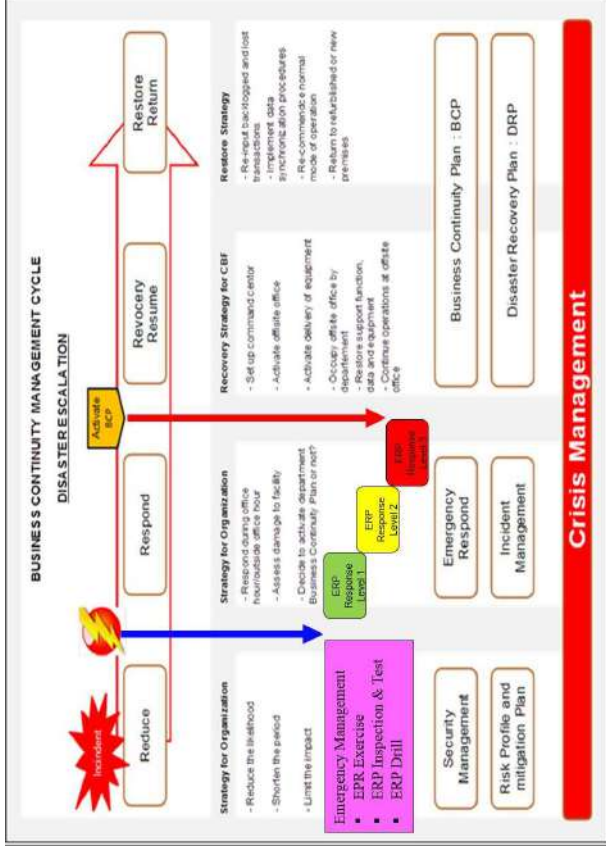 BUSINESS CONTINUITY MANAGEMENT CYCLE
DISASTER ESCALATION
Incindent
Activate
BCP
Reduce
Respond
Revocery
Resume
Restore
Return
Strategy for Organization
- Reduce the likelihood
- Shorten the period
- Limit the impact
Emergency Management
▪ EPR Exercise
▪ ERP Inspection & Test
▪ ERP Drill
Security
Management
Risk Profile and
mitigation Plan
Strategy for Organization
- Respond during office
hour/outside office hour
- Assess damage to facility
- Decide to activate department
Business Continuity Plan or not?
ERP
Response
Level 1
ERP
Response
Level 2
ERP
Response
Level 3
Emergency
Respond
Incident
Management
Recovery Strategy for CBF
- Set up command center
- Activate offisite office
- Activate delivery of equipment
- Occupy offsite office by
departement
- Restore support function,
data and equipment
- Continue operations at offsite
office
Restore Strategy
- Re-input backlogged and lost
transactions
- Implement data
synchronization procedures
- Re-commendce normal
mode of operation
- Return to refurblished or new
premises
Business Continuity Plan : BCP
Disaster Recovery Plan : DRP
Crisis Management